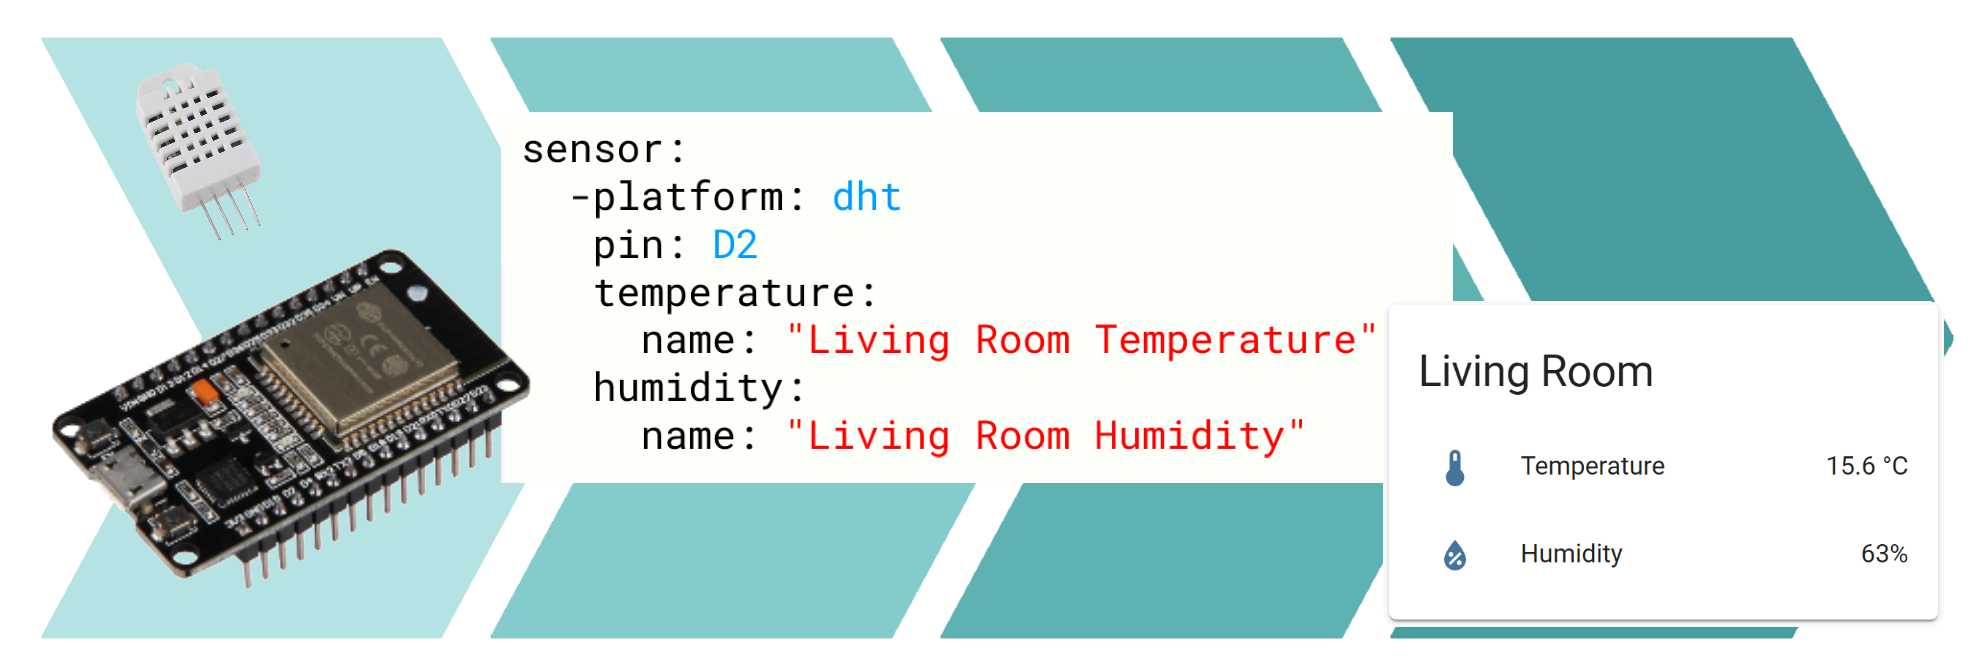 sensor:
-platform: dht
pin: D2
temperature:
name: "Living Room Temperature"
humidity:
name: "Living Room Humidity"
Living Room
Temperature 15.6 °C
Humidity 63%